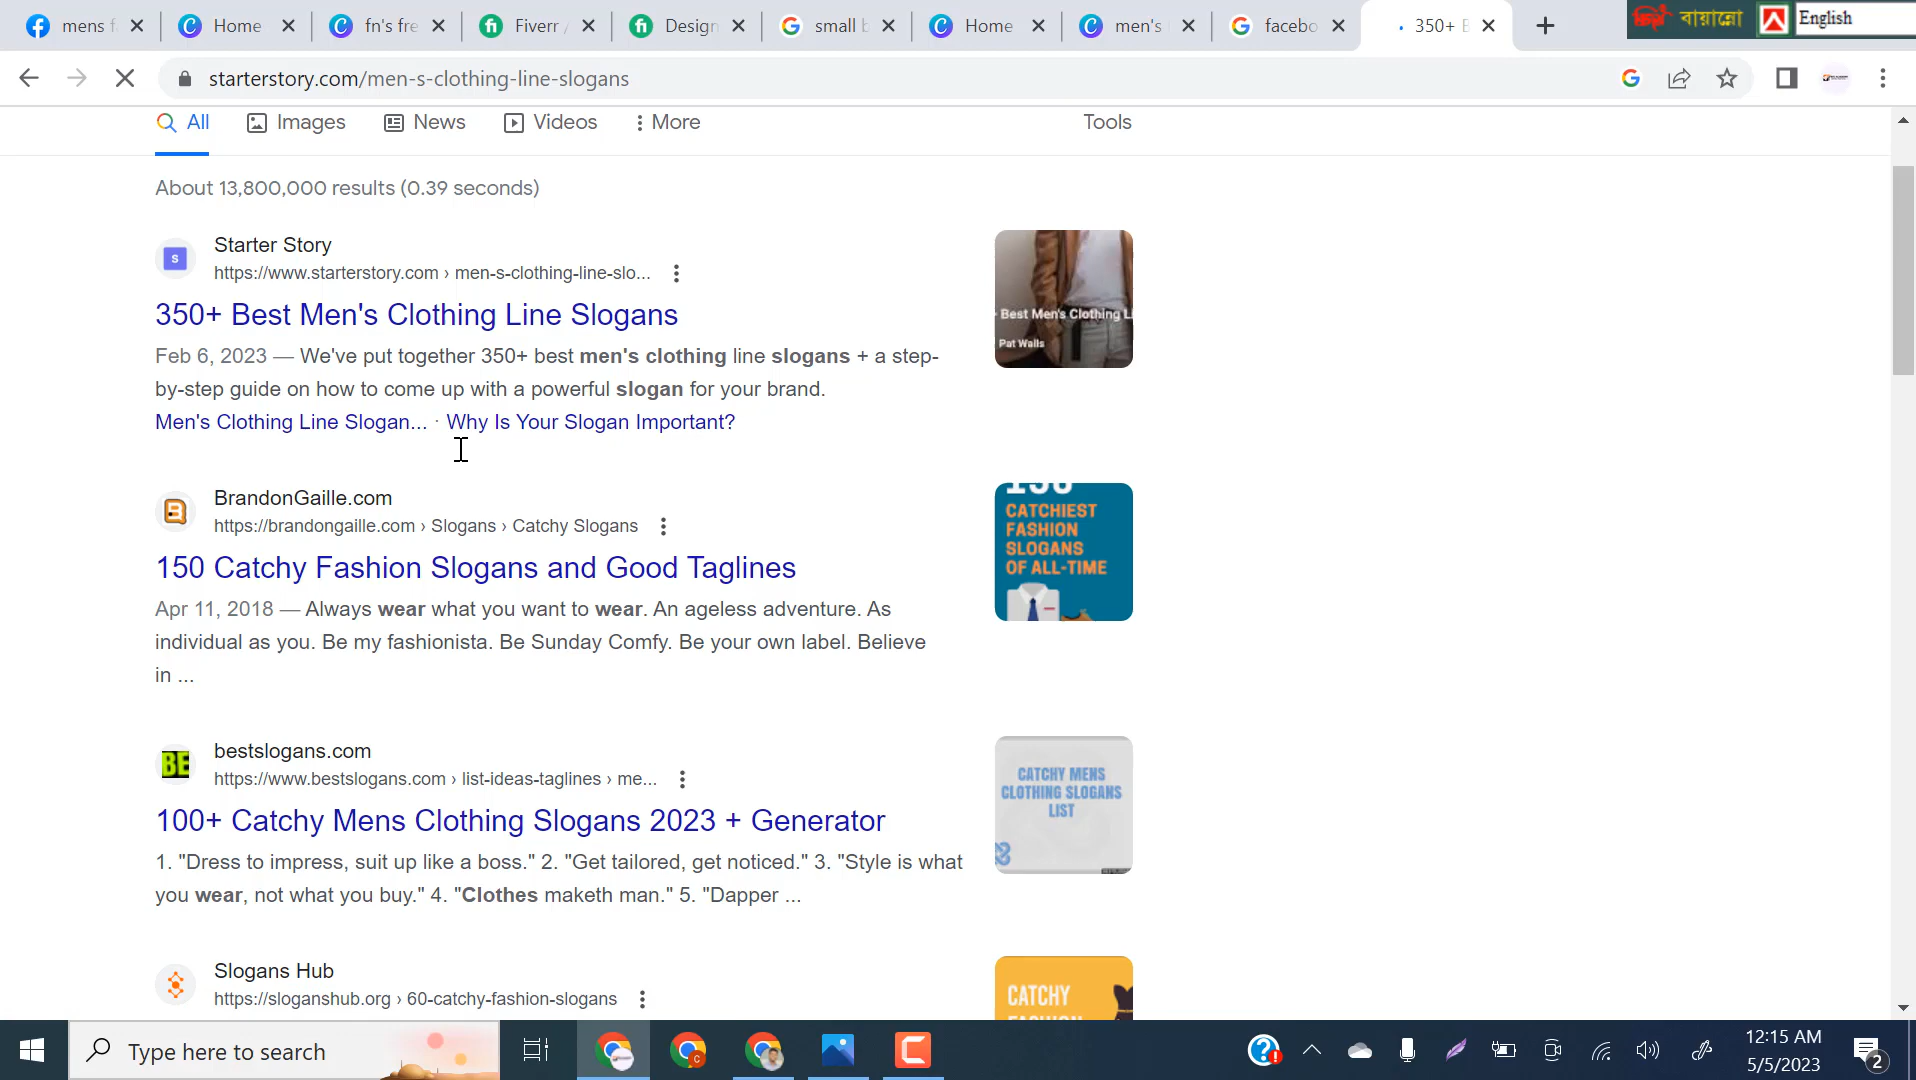 mens f
Home
fn's fre
Fiverr /
Design
small b
Home
men's
facebo
350+ B
চিত্র বায়ান্নো
English
starterstory.com/men-s-clothing-line-slogans
All
Images
News
Videos
More
Tools
About 13,800,000 results (0.39 seconds)
S
Starter Story
https://www.starterstory.com › men-s-clothing-line-slo...
350+ Best Men's Clothing Line Slogans
Feb 6, 2023 — We've put together 350+ best men's clothing line slogans + a step-
by-step guide on how to come up with a powerful slogan for your brand.
Men's Clothing Line Slogan... · Why Is Your Slogan Important?
Best Men's Clothing Li
Pat Walls
BrandonGaille.com
https://brandongaille.com › Slogans › Catchy Slogans
150 Catchy Fashion Slogans and Good Taglines
Apr 11, 2018 — Always wear what you want to wear. An ageless adventure. As
individual as you. Be my fashionista. Be Sunday Comfy. Be your own label. Believe
in ...
150
CATCHIEST
FASHION
SLOGANS
OF ALL-TIME
BE
bestslogans.com
https://www.bestslogans.com › list-ideas-taglines › me...
100+ Catchy Mens Clothing Slogans 2023 + Generator
1. "Dress to impress, suit up like a boss." 2. "Get tailored, get noticed." 3. "Style is what
you wear, not what you buy." 4. "Clothes maketh man." 5. "Dapper ...
CATCHY MENS
CLOTHING SLOGANS
LIST
Slogans Hub
https://sloganshub.org › 60-catchy-fashion-slogans
CATCHY
Type here to search
12:15 AM
5/5/2023
2